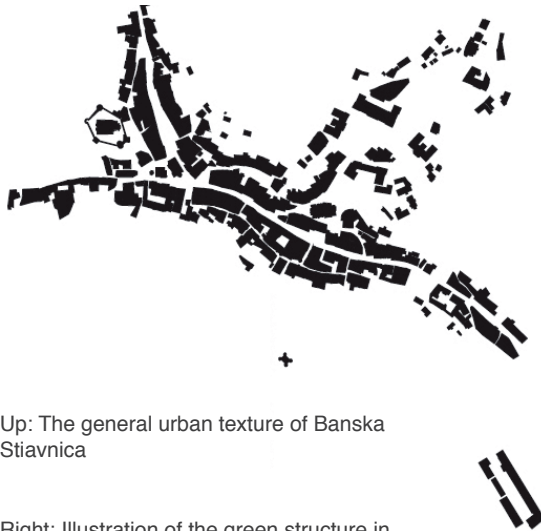 Up: The general urban texture of Banska
Stiavnica
Right: Illustration of the green structure in